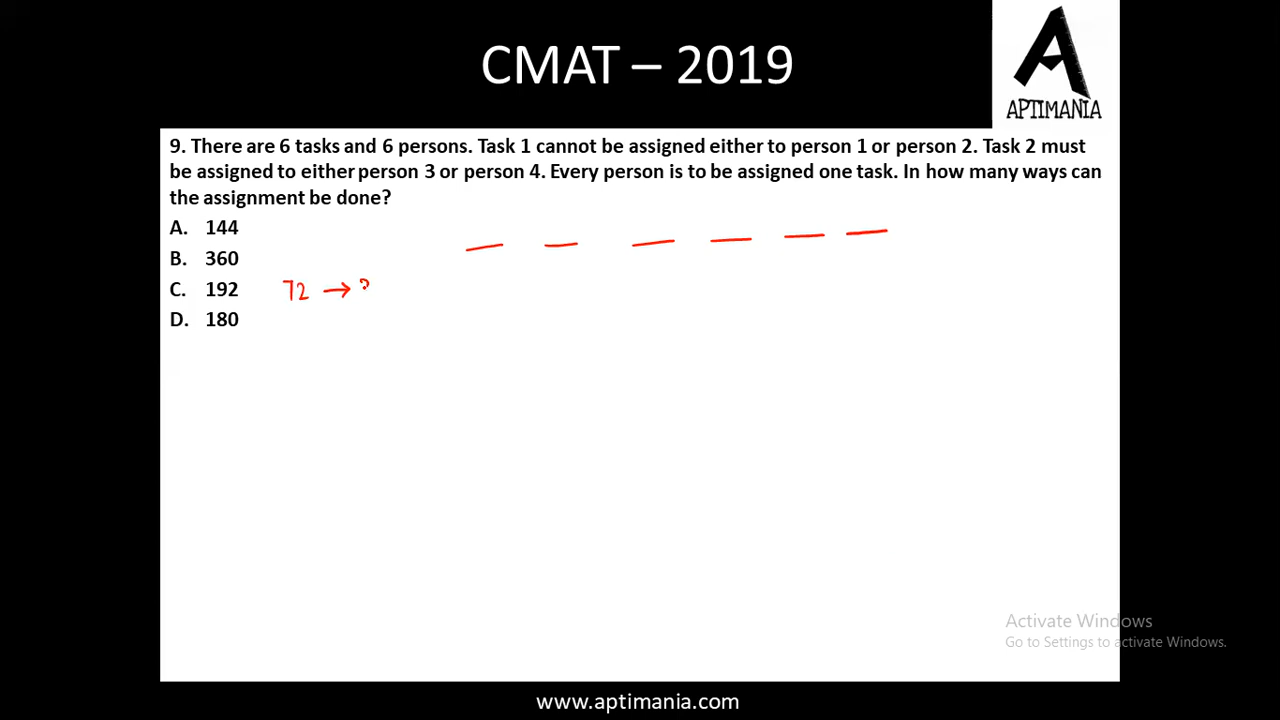 CMAT – 2019
A
APTIMANIA
9. There are 6 tasks and 6 persons. Task 1 cannot be assigned either to person 1 or person 2. Task 2 must
be assigned to either person 3 or person 4. Every person is to be assigned one task. In how many ways can
the assignment be done?
A. 144
B. 360
C. 192
72 →
D. 180
Activate Windows
Go to Settings to activate Windows.
www.aptimania.com